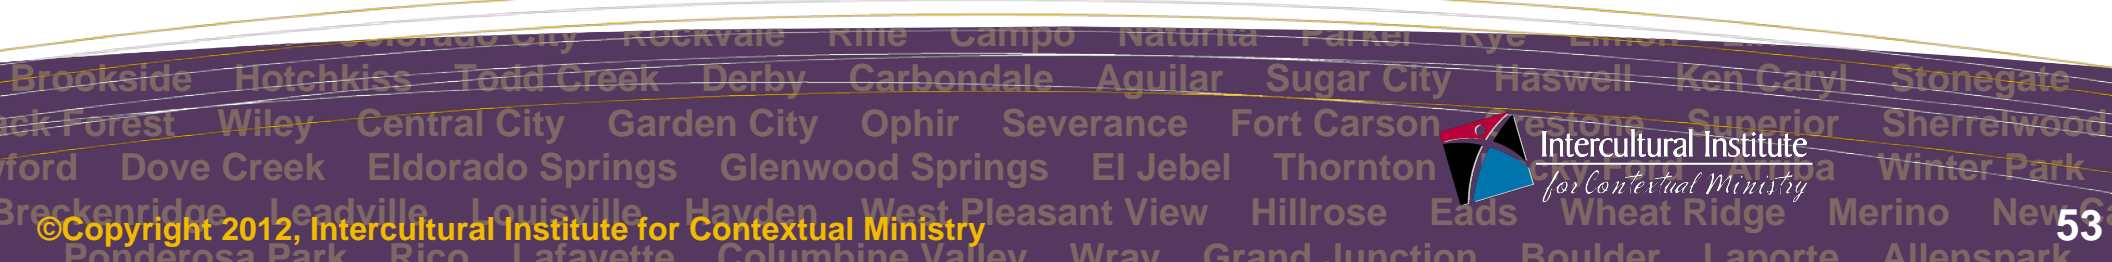 Colorado City Rockvale Rifle Campo Naturita Parker Rye Limon
Brookside Hotchkiss Todd Creek Derby Carbondale Aguilar Sugar City Haswell Ken Caryl Stonegate
Forest Wiley Central City Garden City Ophir Severance Fort Carson Superior Sherrelwood
Dove Creek Eldorado Springs Glenwood Springs El Jebel Thornton Winter Park
Intercultural Institute
for Contextual Ministry
Breckenridge Leadville Louisville Hayden West Pleasant View Hillrose Eads Wheat Ridge Merino New
©Copyright 2012, Intercultural Institute for Contextual Ministry
53
Ponderosa Park Rico Lafayette Columbine Valley Wray Grand Junction Boulder Laporte Allenspark